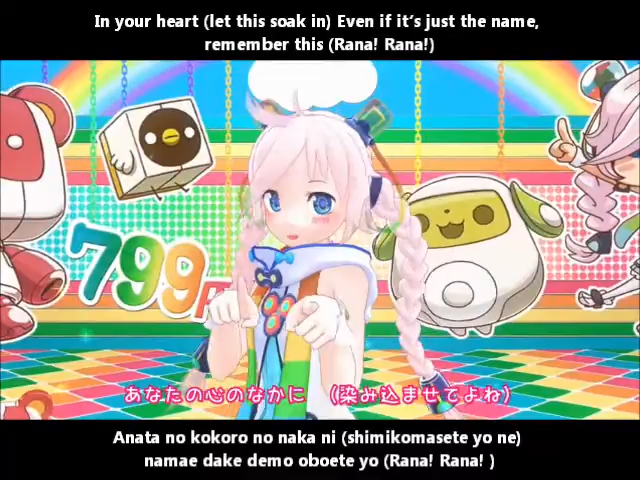 In your heart (let this soak in) Even if it's just the name,
remember this (Rana! Rana!)
799
あなたの心のなかに (染み込ませてよね)
Anata no kokoro no naka ni (shimikomasete yo ne)
namae dake demo oboete yo (Rana! Rana! )